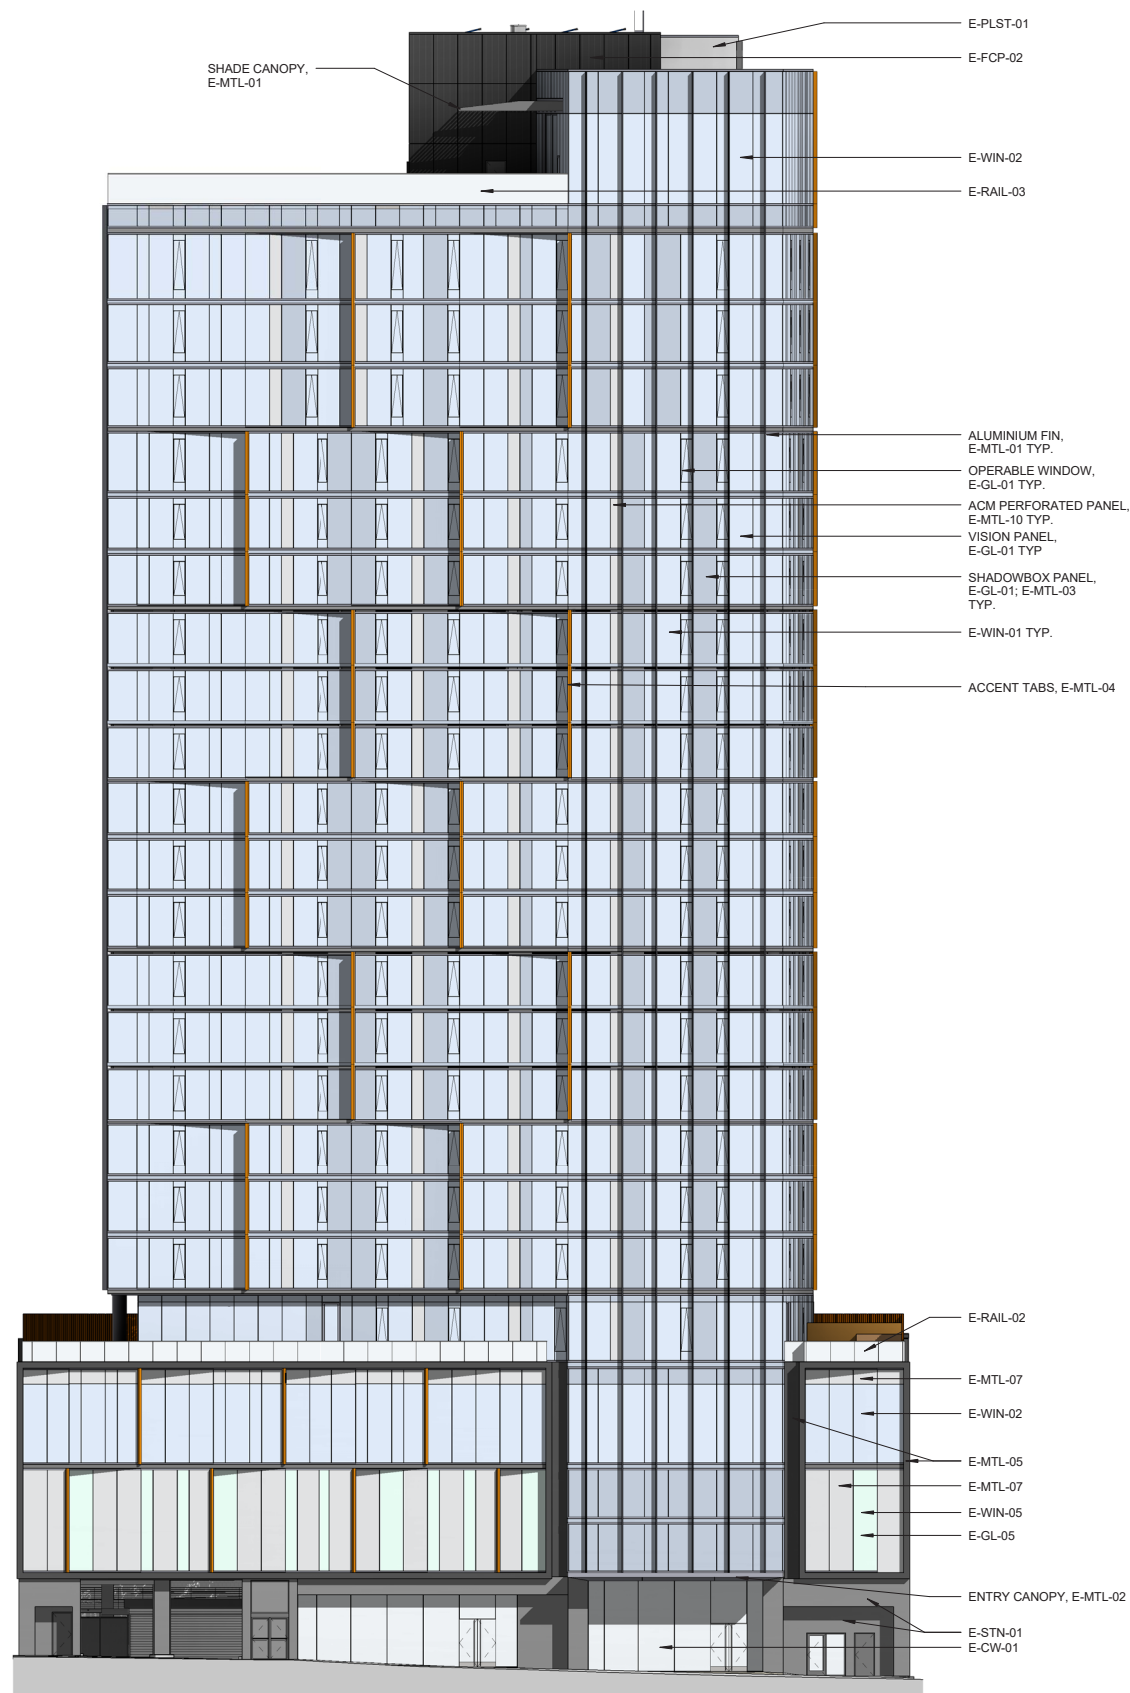 E-PLST-01
E-FCP-02
SHADE CANOPY,
E-MTL-01
E-WIN-02
E-RAIL-03
ALUMINIUM FIN,
E-MTL-01 TYP.
OPERABLE WINDOW,
E-GL-01 TYP.
ACM PERFORATED PANEL,
E-MTL-10 TYP.
VISION PANEL,
E-GL-01 TYP
SHADOWBOX PANEL,
E-GL-01; E-MTL-03
TYP.
E-WIN-01 TYP.
ACCENT TABS, E-MTL-04
E-RAIL-02
E-MTL-07
E-WIN-02
E-MTL-05
E-MTL-07
E-WIN-05
E-GL-05
ENTRY CANOPY, E-MTL-02
E-STN-01
E-CW-01